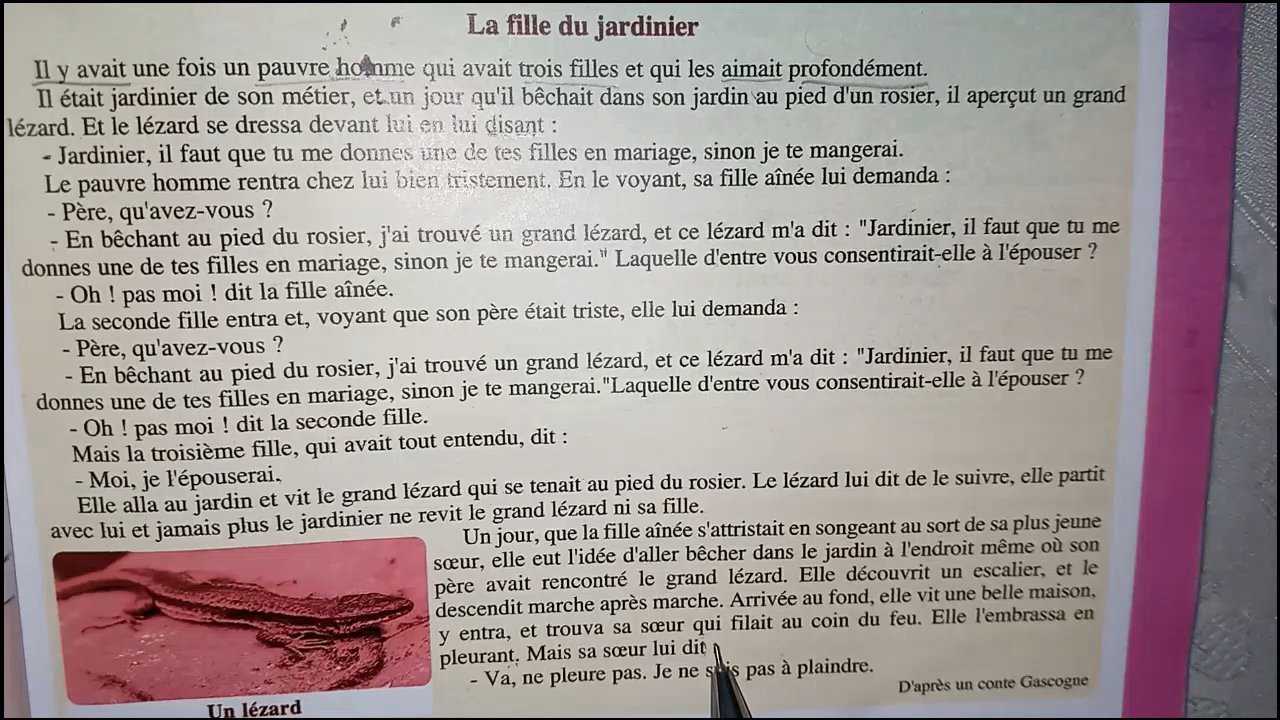 La fille du jardinier
Il y avait une fois un pauvre homme qui avait trois filles et qui les aimait profondément.
Il était jardinier de son métier, et un jour qu'il bêchait dans son jardin au pied d'un rosier, il aperçut un grand
lézard. Et le lézard se dressa devant lui en lui disant :
- Jardinier, il faut que tu me donnes une de tes filles en mariage, sinon je te mangerai.
Le pauvre homme rentra chez lui bien tristement. En le voyant, sa fille aînée lui demanda :
- Père, qu'avez-vous ?
- En bêchant au pied du rosier, j'ai trouvé un grand lézard, et ce lézard m'a dit : "Jardinier, il faut que tu me
donnes une de tes filles en mariage, sinon je te mangerai." Laquelle d'entre vous consentirait-elle à l'épouser ?
- Oh ! pas moi ! dit la fille aînée.
La seconde fille entra et, voyant que son père était triste, elle lui demanda :
- Père, qu'avez-vous ?
- En bêchant au pied du rosier, j'ai trouvé un grand lézard, et ce lézard m'a dit : "Jardinier, il faut que tu me
donnes une de tes filles en mariage, sinon je te mangerai."Laquelle d'entre vous consentirait-elle à l'épouser ?
- Oh ! pas moi ! dit la seconde fille.
Mais la troisième fille, qui avait tout entendu, dit :
- Moi, je l'épouserai.
Elle alla au jardin et vit le grand lézard qui se tenait au pied du rosier. Le lézard lui dit de le suivre, elle partit
avec lui et jamais plus le jardinier ne revit le grand lézard ni sa fille.
Un jour, que la fille aînée s'attristait en songeant au sort de sa plus jeune
sœur, elle eut l'idée d'aller bêcher dans le jardin à l'endroit même où son
père avait rencontré le grand lézard. Elle découvrit un escalier, et le
descendit marche après marche. Arrivée au fond, elle vit une belle maison,
y entra, et trouva sa sœur qui filait au coin du feu. Elle l'embrassa en
pleurant. Mais sa sœur lui dit :
- Va, ne pleure pas. Je ne suis pas à plaindre.
D'après un conte Gascogne
Un lézard